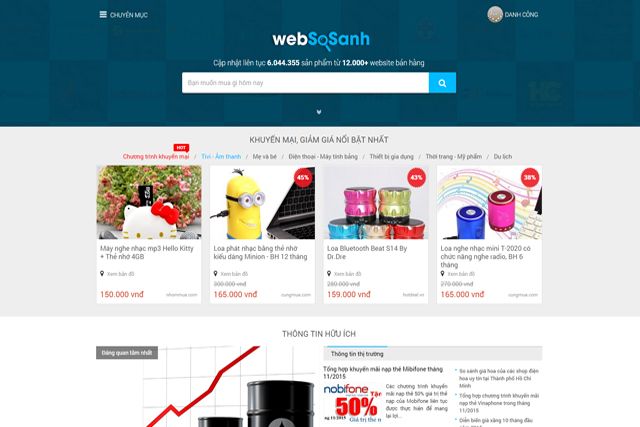 CHUYÊN MỤC
DANH CÔNG
webSoSanh
Cập nhật liên tục 6.044.355 sản phẩm từ 12.000+ website bán hàng
Bạn muốn mua gì hôm nay
KHUYẾN MẠI, GIẢM GIÁ NỔI BẬT NHẤT
HOT
Chương trình khuyến mại / Tivi - Âm thanh / Mẹ và bé / Điện thoại - Máy tính bảng / Thiết bị gia dụng / Thời trang - Mỹ phẩm / Du lịch
45%
43%
38%
Máy nghe nhạc mp3 Hello Kitty
+ Thẻ nhớ 4GB
Xem bản đồ
150.000 vnđ
nhommua.com
Loa phát nhạc bằng thẻ nhớ
kiểu dáng Minion - BH 12 tháng
Xem bản đồ
300.000 vnđ
165.000 vnđ
cungmua.com
Loa Bluetooth Beat S14 By
Dr.Dre
Xem bản đồ
280.000 vnđ
159.000 vnđ
hotdeal.vn
Loa nghe nhạc mini T-2020 có
chức năng nghe radio, BH 6
tháng
Xem bản đồ
270.000 vnđ
165.000 vnđ
cungmua.com
THÔNG TIN HỮU ÍCH
Đáng quan tâm nhất
Thông tin thị trường
Tổng hợp khuyến mãi nạp thẻ Mibifone tháng
11/2015
nobifone
Tặn
50%
ng 11/2015
Giá trị thẻ nạ
Các chương trình
khuyến mãi 50% giá trị thẻ
nạp của Mobifone liên tục
được thực hiện để mang
lại lợi...
So sánh giá hoa của các shop điện
hoa uy tín tại Thành phố Hồ Chí
Minh
Tổng hợp chương trình khuyến mãi
nạp thẻ Vinaphone trong tháng
11/2015
Diễn biến giá xăng 10 tháng đầu